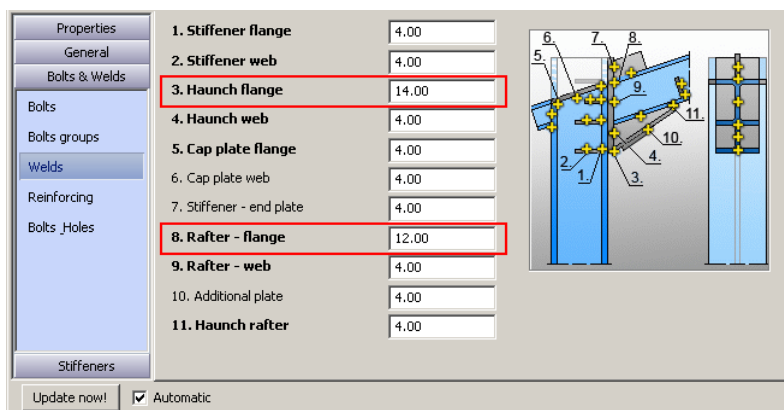 Properties
General
Bolts & Welds
Bolts
Bolts groups
Welds
Reinforcing
Bolts_Holes
Stiffeners
1. Stiffener flange 4.00
2. Stiffener web 4.00
3. Haunch flange 14.00
4. Haunch web 4.00
5. Cap plate flange 4.00
6. Cap plate web 4.00
7. Stiffener - end plate 4.00
8. Rafter - flange 12.00
9. Rafter - web 4.00
10. Additional plate 4.00
11. Haunch rafter 4.00
6. 7. 8.
5.
9.
11.
10.
2. 4.
1. 3.
Update now! Automatic